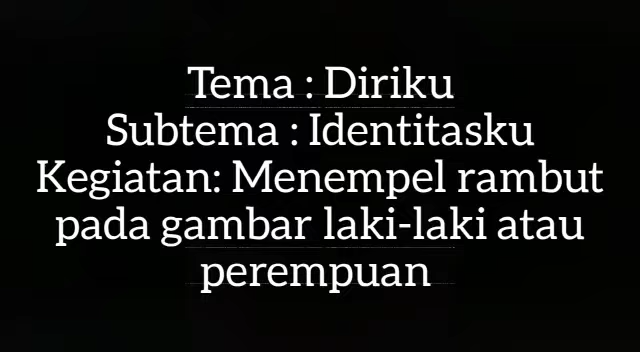 Tema : Diriku
Subtema : Identitasku
Kegiatan: Menempel rambut
pada gambar laki-laki atau
perempuan